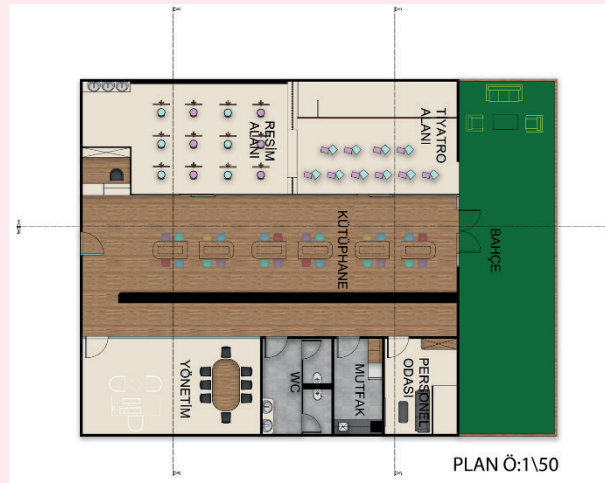 RESİM
ALANI
TİYATRO
ALANI
KÜTÜPHANE
BAHÇE
YÖNETİM
WC
MUTFAK
PERSONEL
ODASI
PLAN Ö:1\50